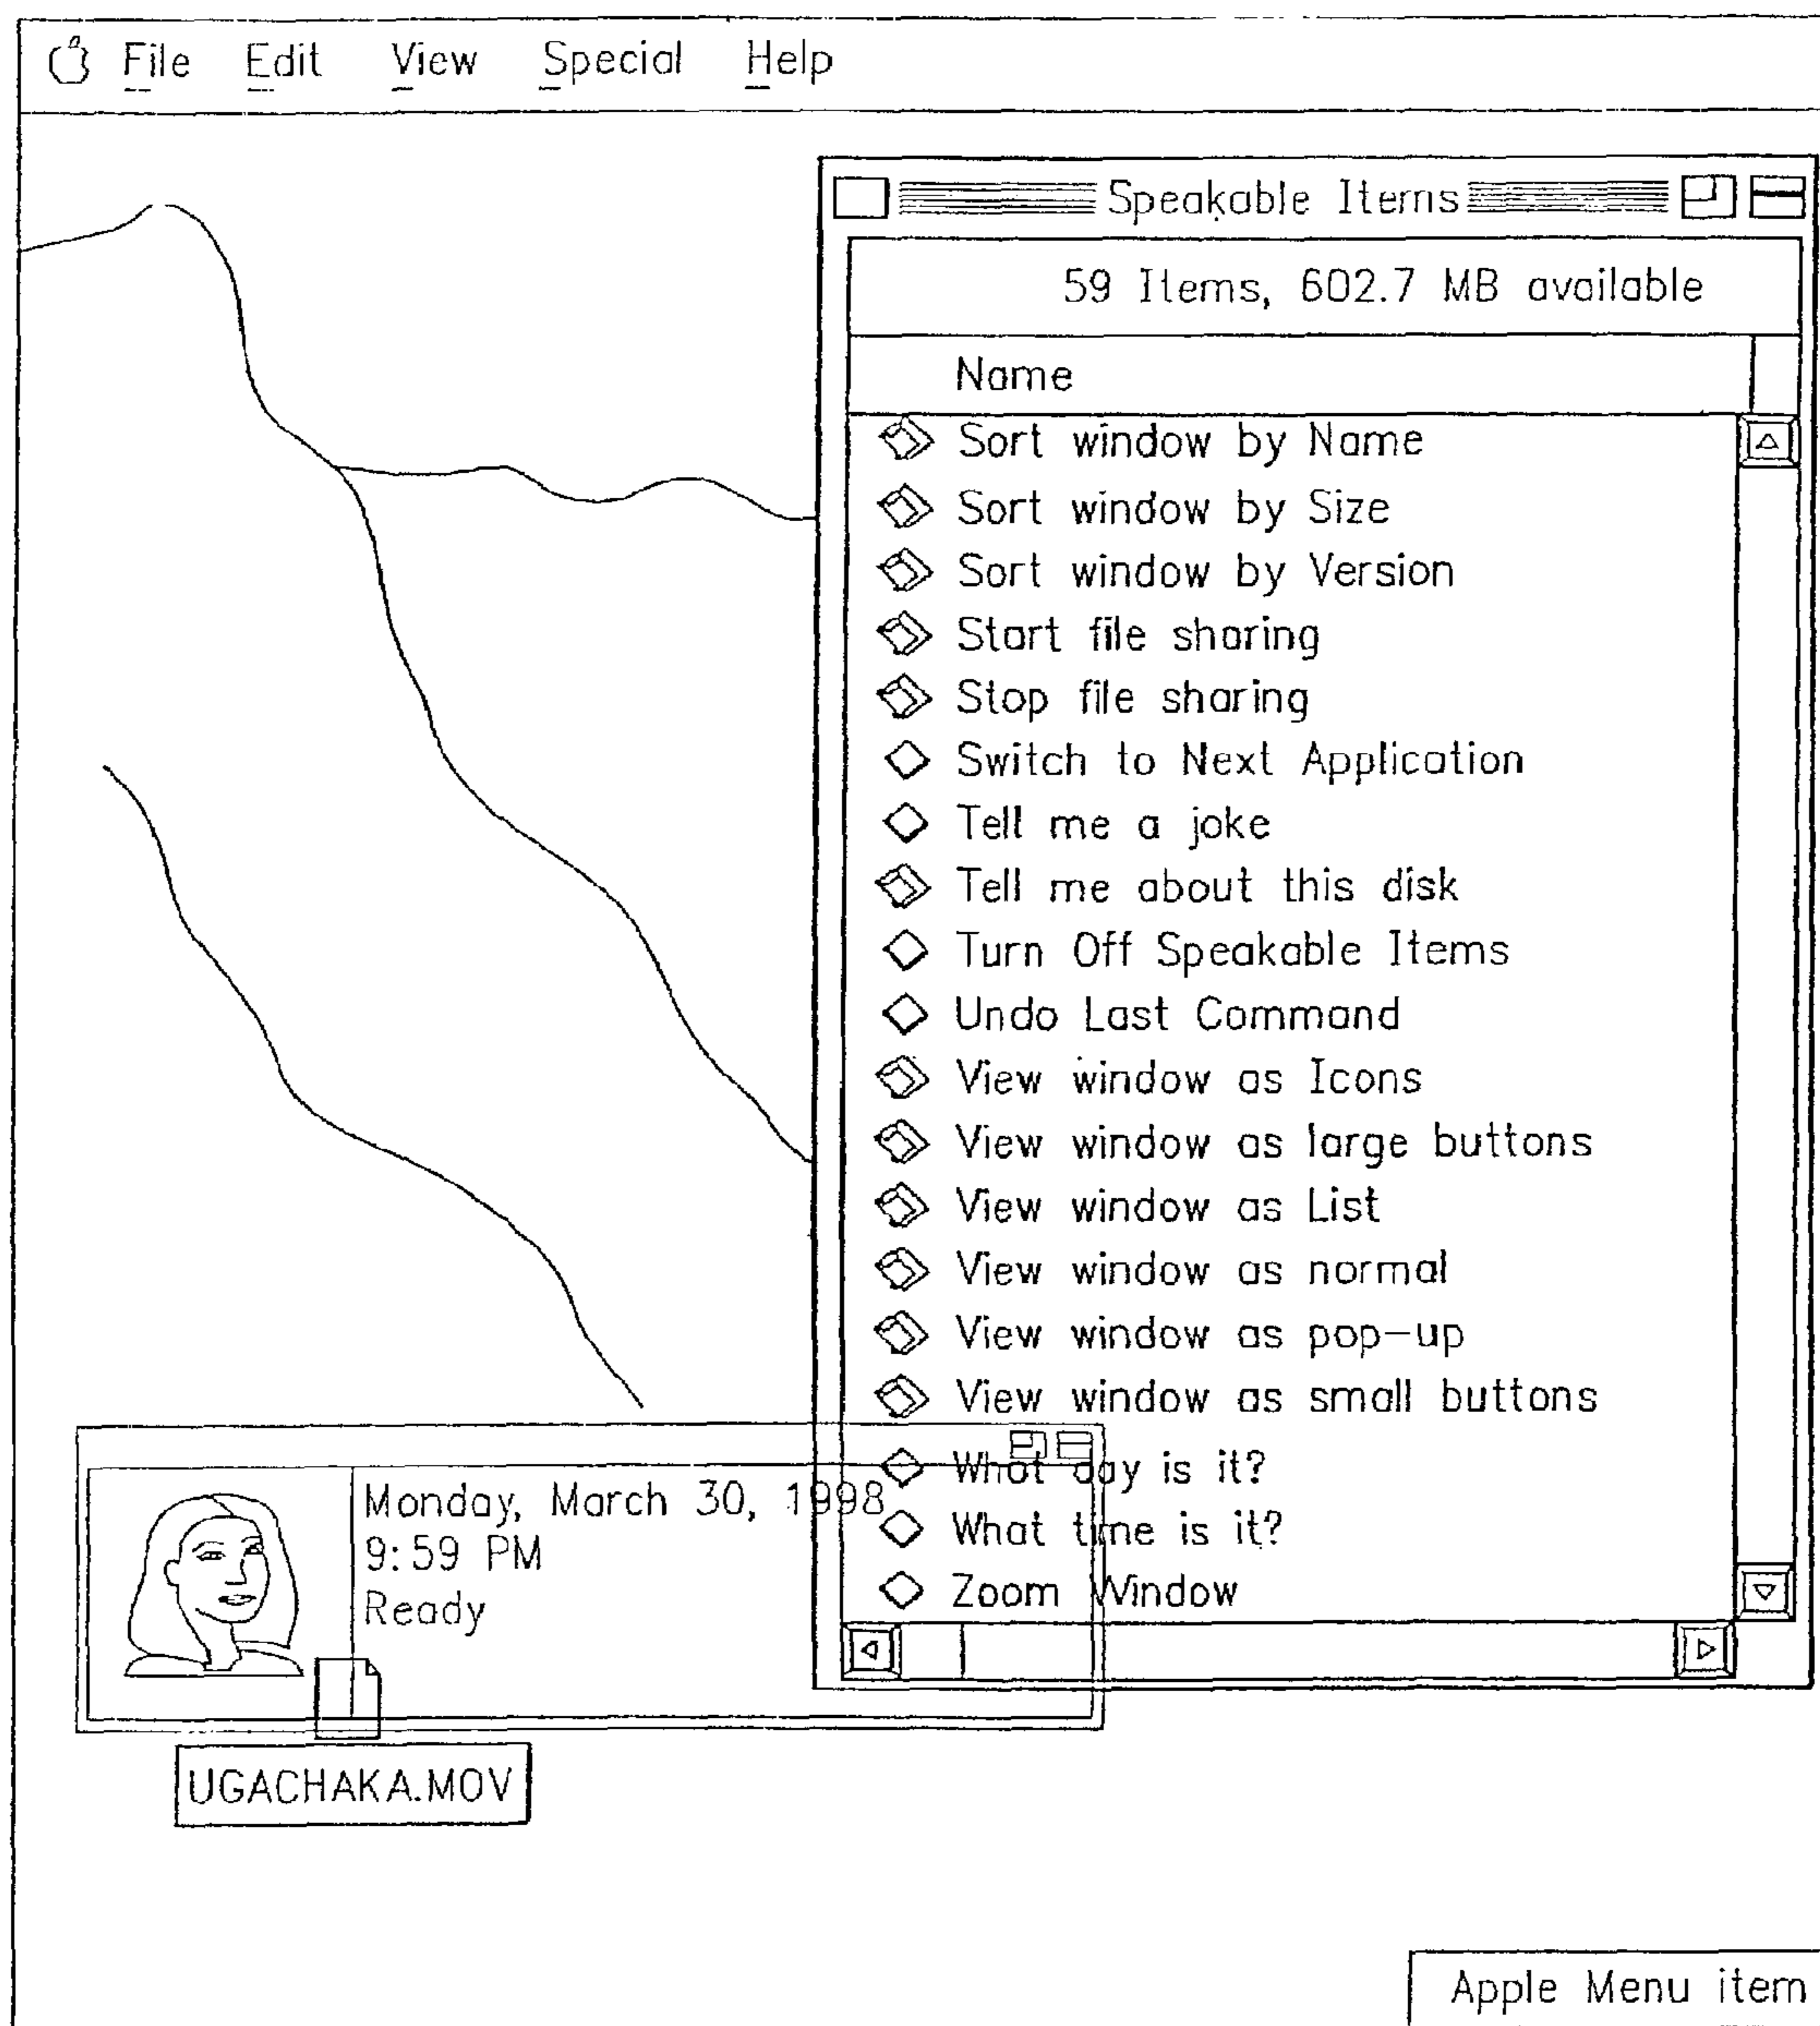 File Edit View Special Help
Speakable Items
59 Items, 602.7 MB available
Name
Sort window by Name
Sort window by Size
Sort window by Version
Start file sharing
Stop file sharing
Switch to Next Application
Tell me a joke
Tell me about this disk
Turn Off Speakable Items
Undo Last Command
View window as Icons
View window as large buttons
View window as List
View window as normal
View window as pop-up
View window as small buttons
What day is it?
What time is it?
Zoom Window
Monday, March 30, 1998
9:59 PM
Ready
UGACHAKA.MOV
Apple Menu item